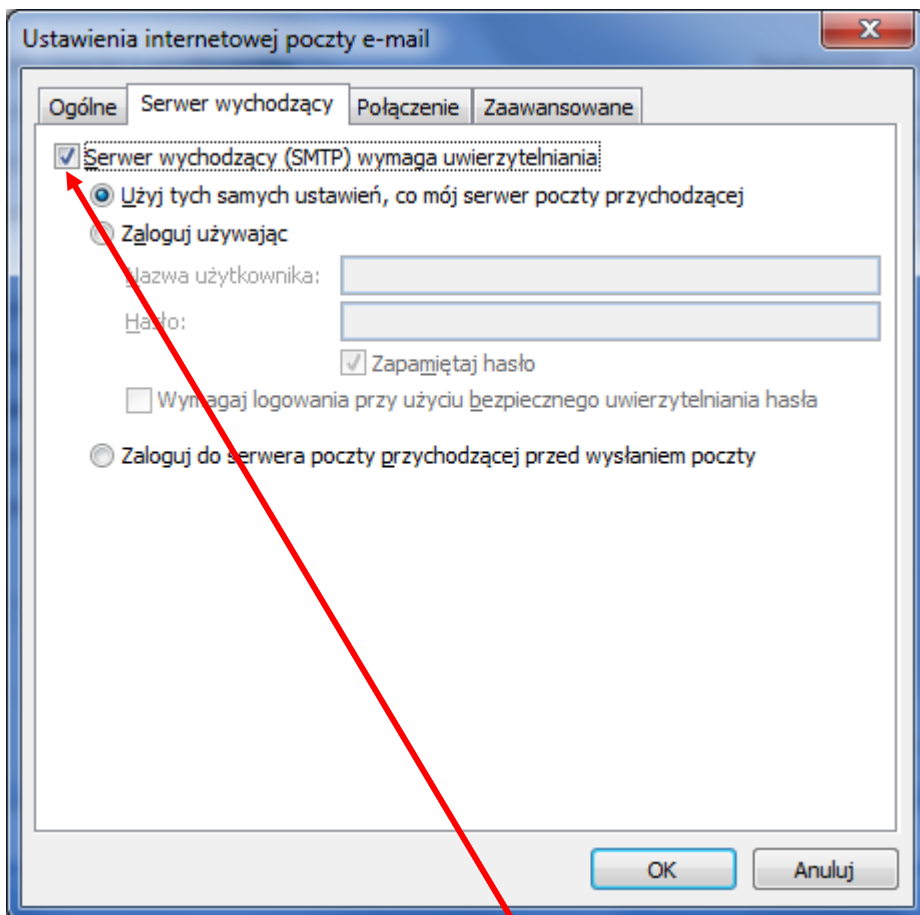 Ustawienia internetowej poczty e-mail
Ogólne Serwer wychodzący Połączenie Zaawansowane
Serwer wychodzący (SMTP) wymaga uwierzytelniania
Użyj tych samych ustawień, co mój serwer poczty przychodzącej
Zaloguj używając
Nazwa użytkownika:
Hasło:
Zapamiętaj hasło
Wymagaj logowania przy użyciu bezpiecznego uwierzytelniania hasła
Zaloguj do serwera poczty przychodzącej przed wysłaniem poczty
OK Anuluj